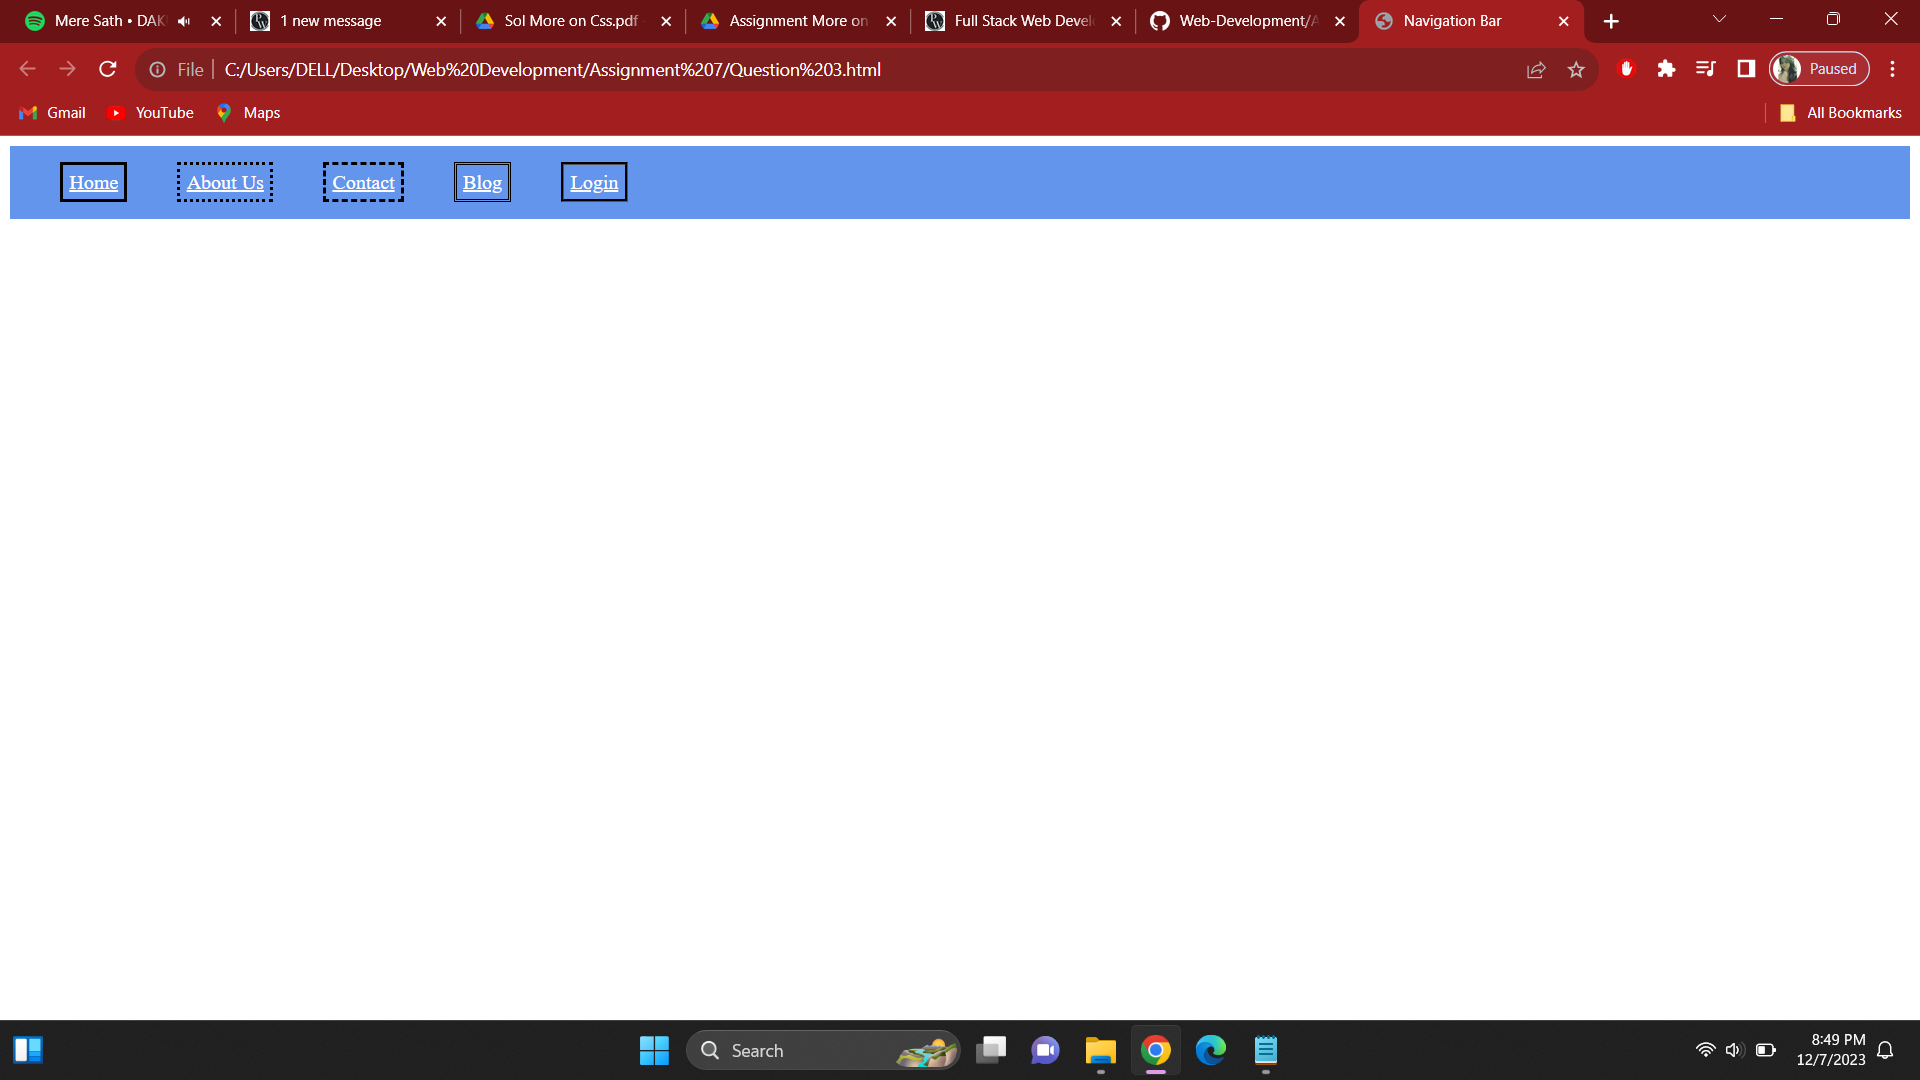 Mere Sath • DAK
1 new message
Sol More on Css.pdf
Assignment More on
Full Stack Web Devel
Web-Development/A
Navigation Bar
File
C:/Users/DELL/Desktop/Web%20Development/Assignment%207/Question%203.html
Paused
Gmail
YouTube
Maps
All Bookmarks
Home
About Us
Contact
Blog
Login
Search
8:49 PM
12/7/2023